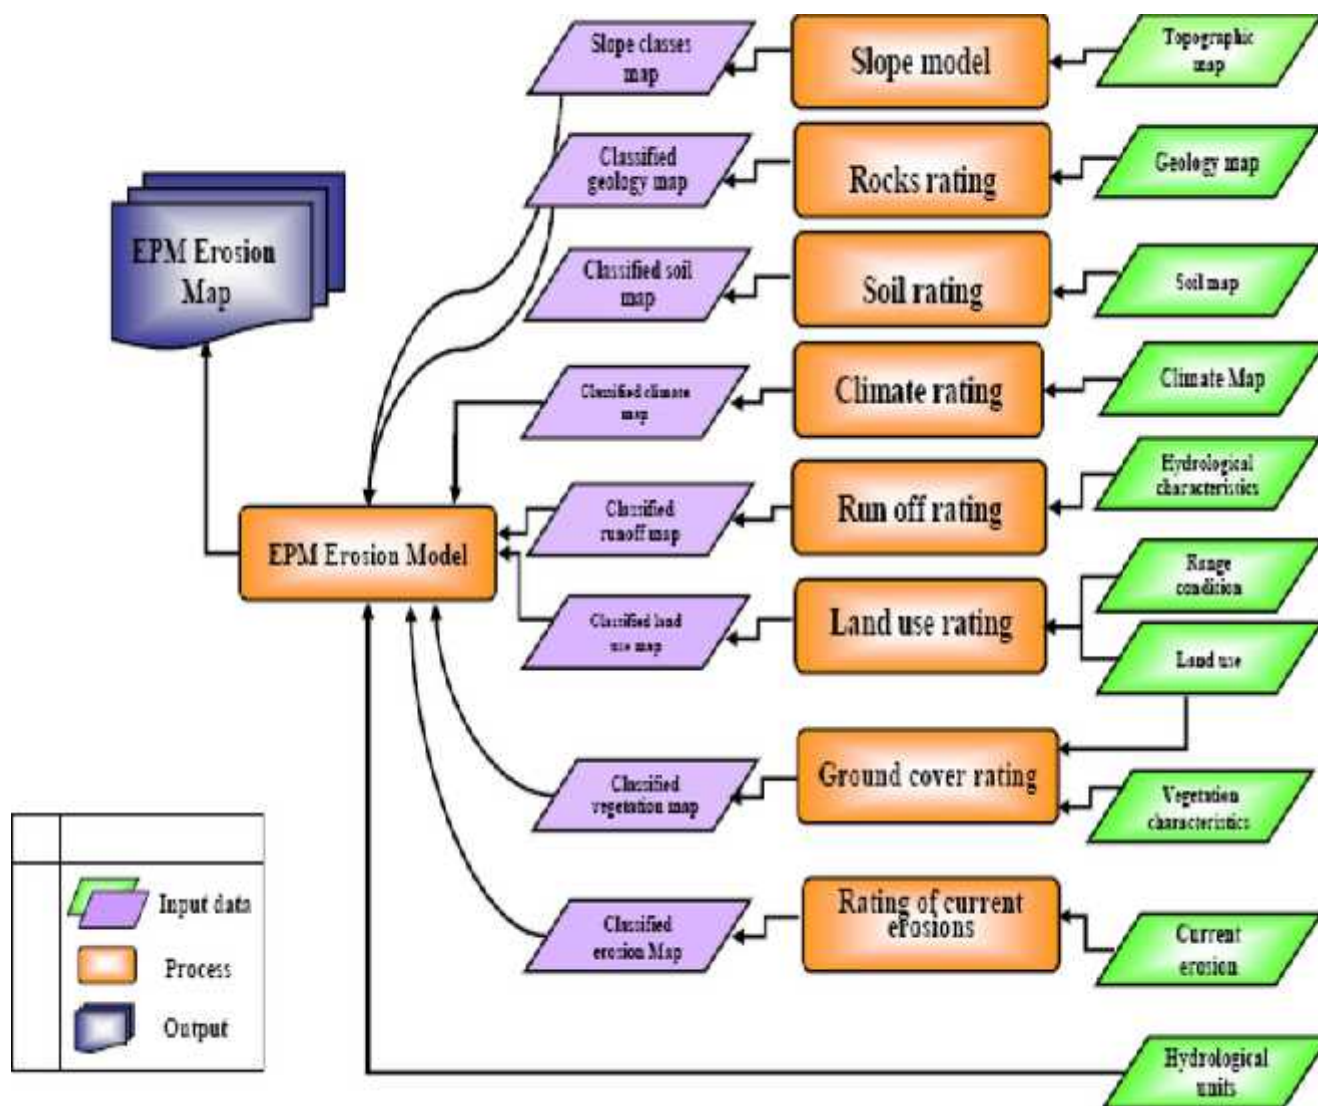 Slope classes
map
Slope model
Topographic
map
Classified
geology map
Rocks rating
Geology map
EPM Erosion
Map
Classified soil
map
Soil rating
Soil map
Classified climate
map
Climate rating
Climate Map
Classified
runoff map
Run off rating
Hydrological
characteristics
EPM Erosion Model
Classified land
use map
Land use rating
Range
condition
Land use
Classified
vegetation map
Ground cover rating
Vegetation
characteristics
Classified
erosion Map
Rating of current
erosions
Current
erosion
Hydrological
units
Input data
Process
Output